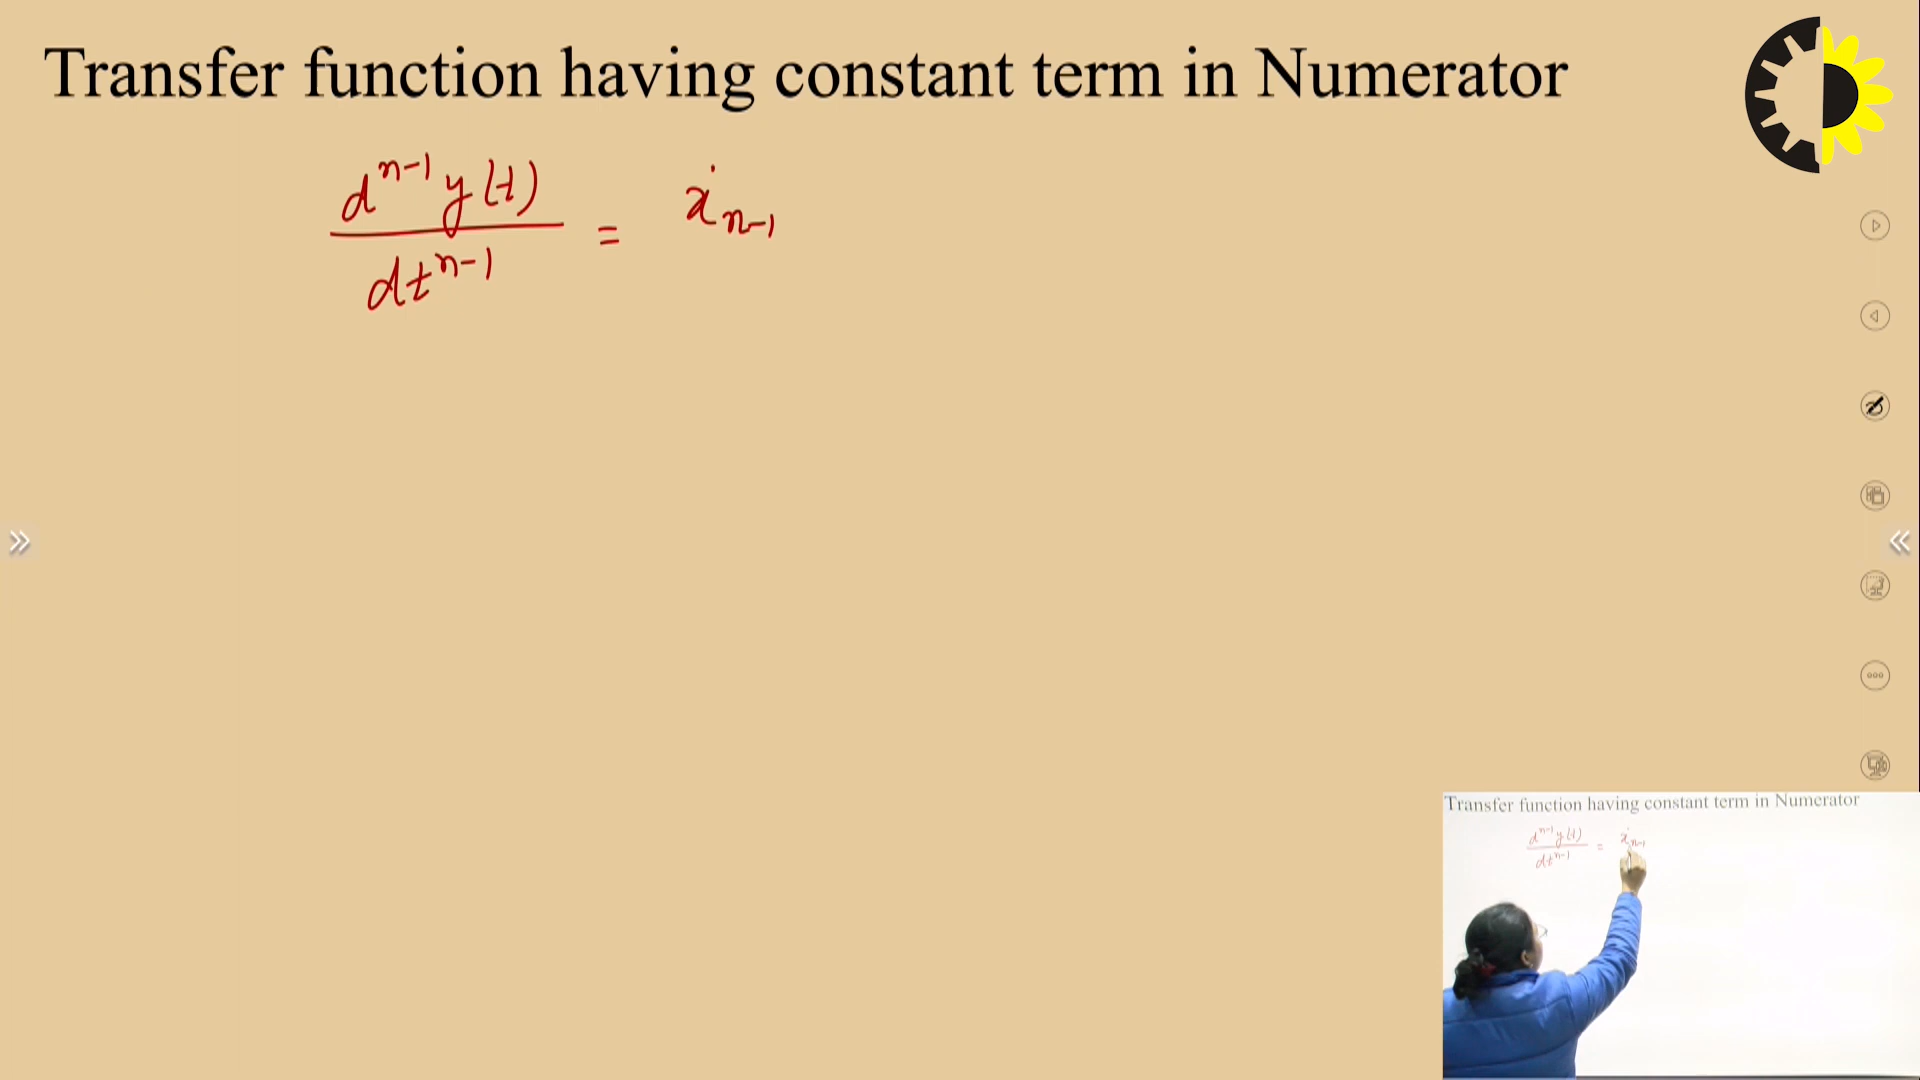 Transfer function having constant term in Numerator
d^{n-1} y(t) / dt^{n-1} = ẋ_{n-1}
Transfer function having constant term in Numerator
d^{n-1} y(t) / dt^{n-1} = ẋ_{n-1}